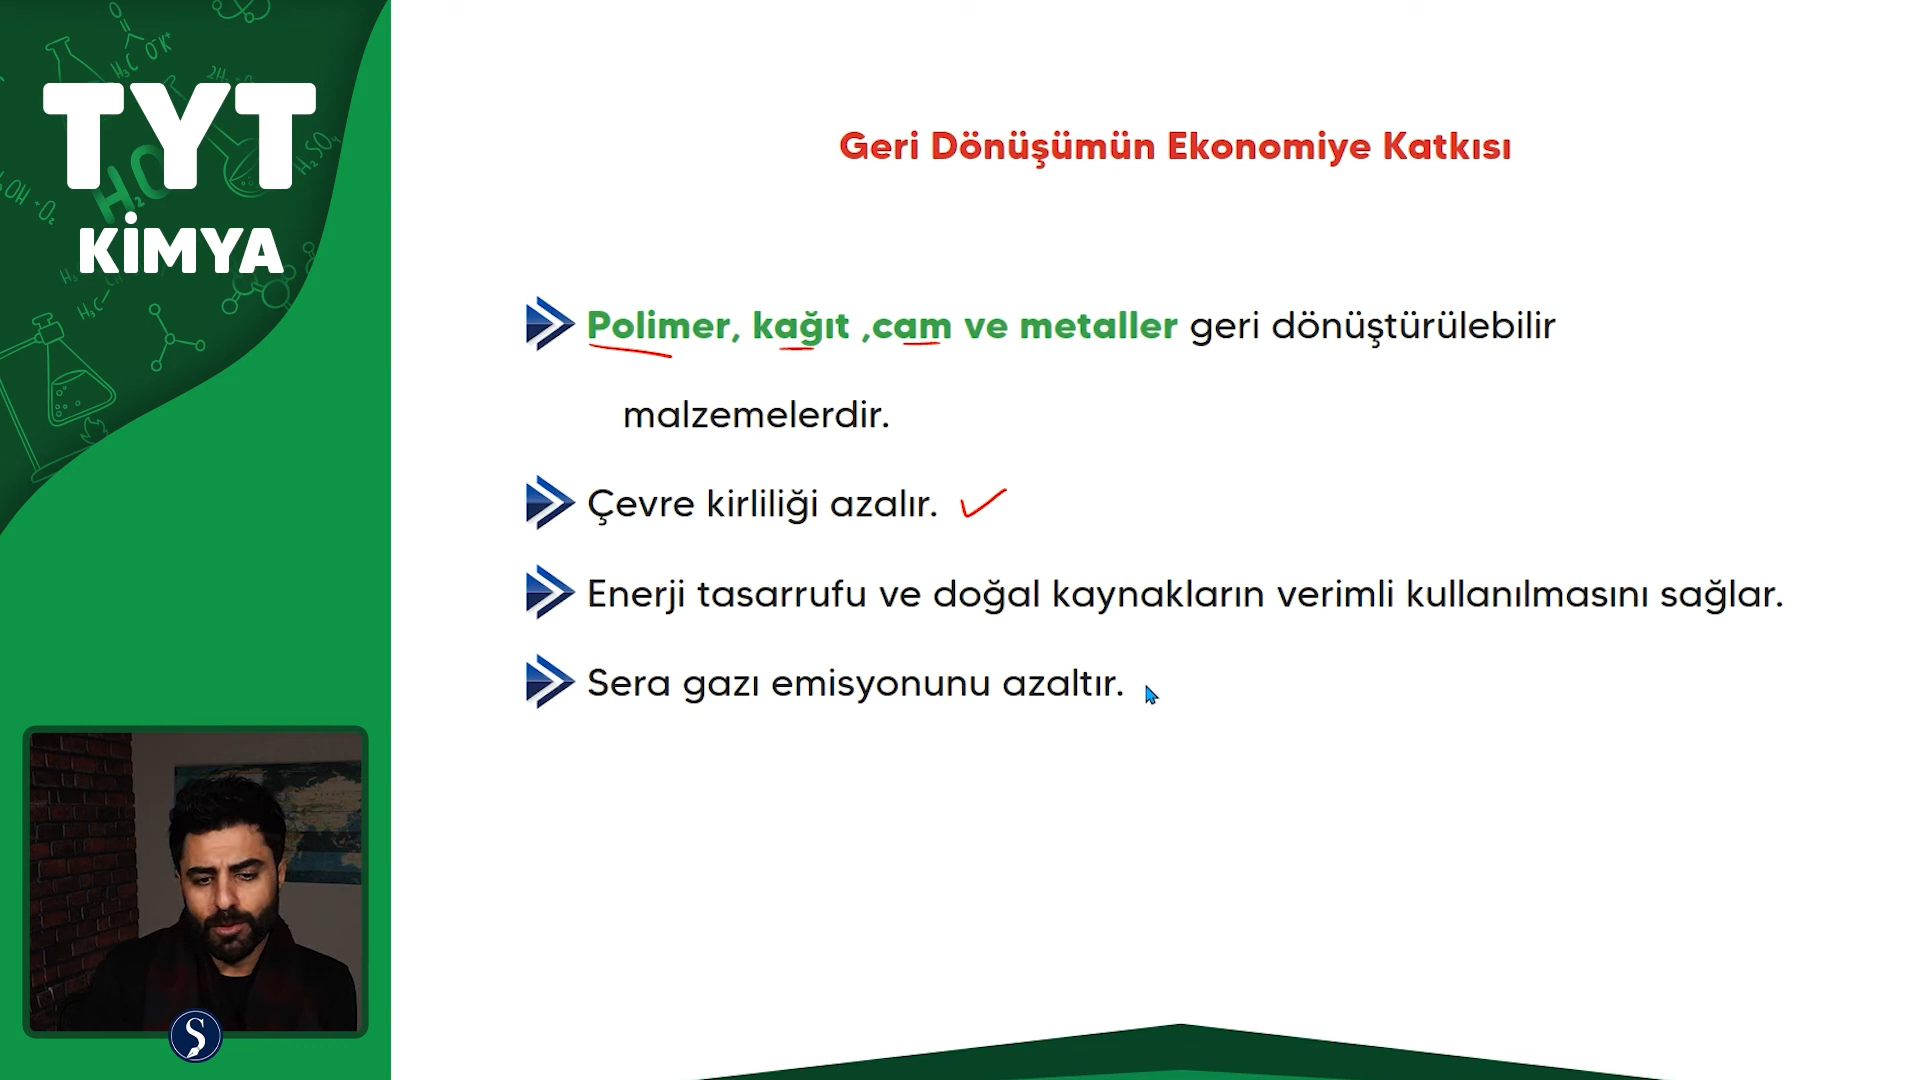 TYT
KİMYA
Geri Dönüşümün Ekonomiye Katkısı
Polimer, kağıt ,cam ve metaller geri dönüştürülebilir
malzemelerdir.
Çevre kirliliği azalır.
Enerji tasarrufu ve doğal kaynakların verimli kullanılmasını sağlar.
Sera gazı emisyonunu azaltır.